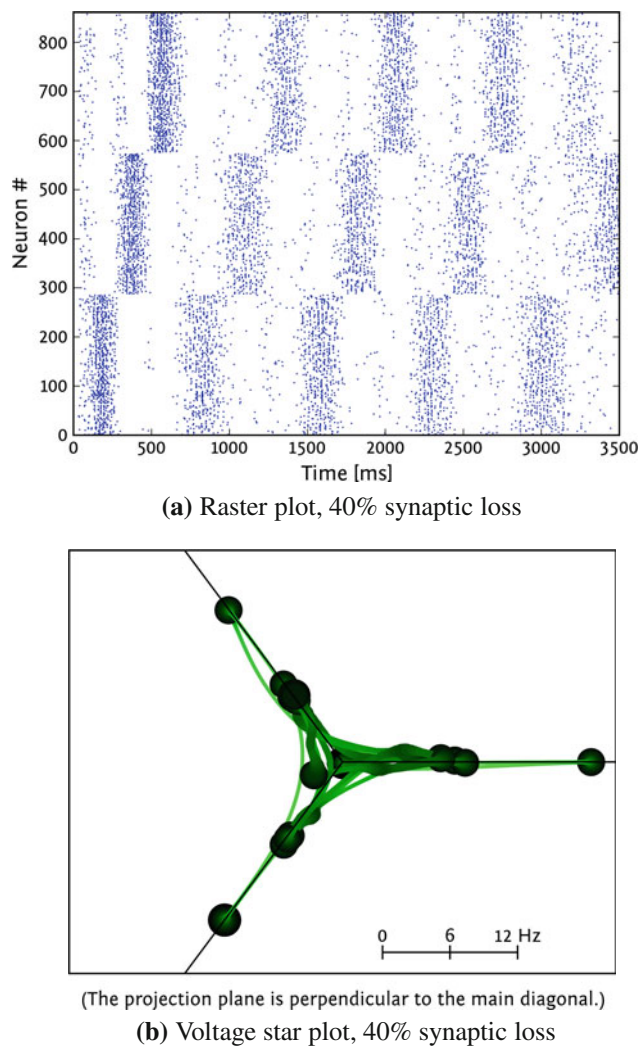 800
700
600
500
400
300
200
100
0
Neuron #
0 500 1000 1500 2000 2500 3000 3500
Time [ms]
(a) Raster plot, 40% synaptic loss
0 6 12 Hz
(The projection plane is perpendicular to the main diagonal.)
(b) Voltage star plot, 40% synaptic loss